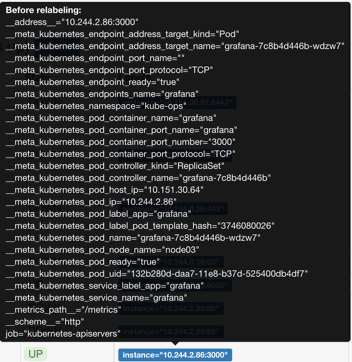 Before relabeling:
__address__="10.244.2.86:3000"
__meta_kubernetes_endpoint_address_target_kind="Pod"
__meta_kubernetes_endpoint_address_target_name="grafana-7c8b4d446b-wdzw7"
__meta_kubernetes_endpoint_port_name=""
__meta_kubernetes_endpoint_port_protocol="TCP"
__meta_kubernetes_endpoint_ready="true"
__meta_kubernetes_endpoints_name="grafana"
__meta_kubernetes_namespace="kube-ops"
__meta_kubernetes_pod_container_name="grafana"
__meta_kubernetes_pod_container_port_name="grafana"
__meta_kubernetes_pod_container_port_number="3000"
__meta_kubernetes_pod_container_port_protocol="TCP"
__meta_kubernetes_pod_controller_kind="ReplicaSet"
__meta_kubernetes_pod_controller_name="grafana-7c8b4d446b"
__meta_kubernetes_pod_host_ip="10.151.30.64"
__meta_kubernetes_pod_ip="10.244.2.86"
__meta_kubernetes_pod_label_app="grafana"
__meta_kubernetes_pod_label_pod_template_hash="3746080026"
__meta_kubernetes_pod_name="grafana-7c8b4d446b-wdzw7"
__meta_kubernetes_pod_node_name="node03"
__meta_kubernetes_pod_ready="true"
__meta_kubernetes_pod_uid="132b280d-daa7-11e8-b37d-525400db4df7"
__meta_kubernetes_service_label_app="grafana"
__meta_kubernetes_service_name="grafana"
__metrics_path__="/metrics"
__scheme__="http"
job="kubernetes-apiservers"
UP instance="10.244.2.86:3000"